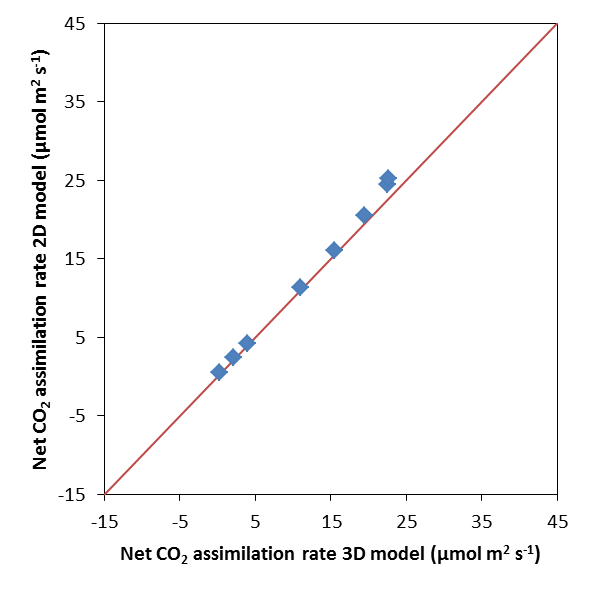 45
35
25
15
5
-5
-15
-15 -5 5 15 25 35 45
Net CO₂ assimilation rate 2D model (µmol m² s⁻¹)
Net CO₂ assimilation rate 3D model (µmol m² s⁻¹)